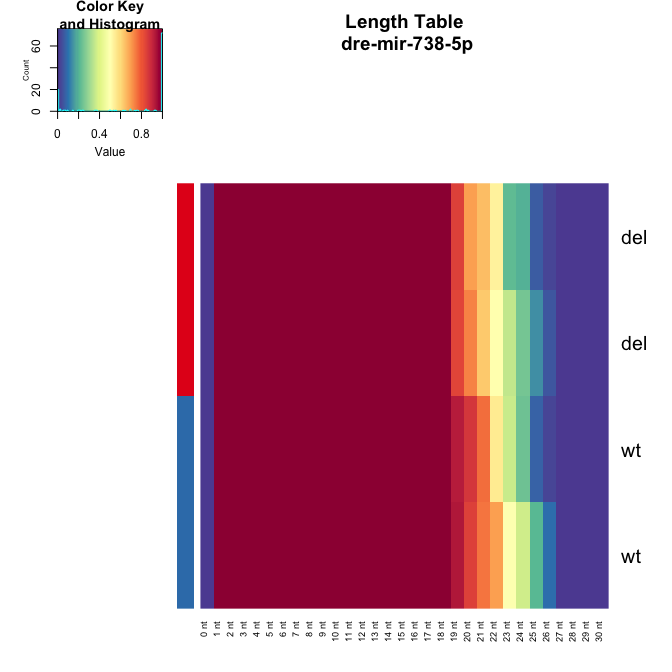 Color Key
and Histogram
Length Table
dre-mir-738-5p
Count
0 20 60
0 0.4 0.8
Value
del
del
wt
wt
0 nt
1 nt
2 nt
3 nt
4 nt
5 nt
6 nt
7 nt
8 nt
9 nt
10 nt
11 nt
12 nt
13 nt
14 nt
15 nt
16 nt
17 nt
18 nt
19 nt
20 nt
21 nt
22 nt
23 nt
24 nt
25 nt
26 nt
27 nt
28 nt
29 nt
30 nt